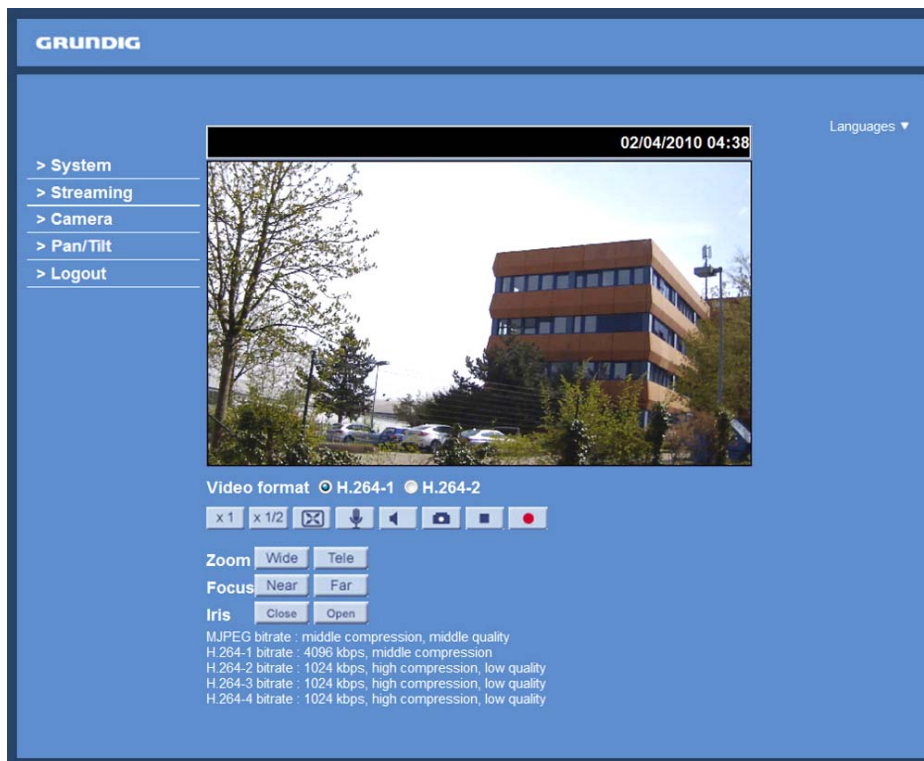 GRUNDIG
Languages ▼
02/04/2010 04:38
> System
> Streaming
> Camera
> Pan/Tilt
> Logout
Video format H.264-1 H.264-2
x 1 x 1/2
Zoom Wide Tele
Focus Near Far
Iris Close Open
MJPEG bitrate : middle compression, middle quality
H.264-1 bitrate : 4096 kbps, middle compression
H.264-2 bitrate : 1024 kbps, high compression, low quality
H.264-3 bitrate : 1024 kbps, high compression, low quality
H.264-4 bitrate : 1024 kbps, high compression, low quality